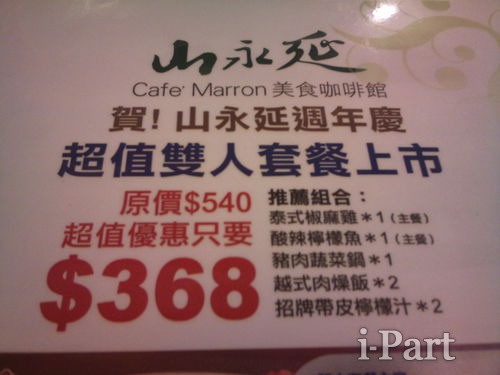 山永延
Cafe' Marron 美食咖啡館
賀! 山永延週年慶
超值雙人套餐上市
原價$540
超值優惠只要
$368
推薦組合：
泰式椒麻雞＊1（主餐）
酸辣檸檬魚＊1（主餐）
豬肉蔬菜鍋＊1
越式肉燥飯＊2
招牌帶皮檸檬汁＊2
i-Part